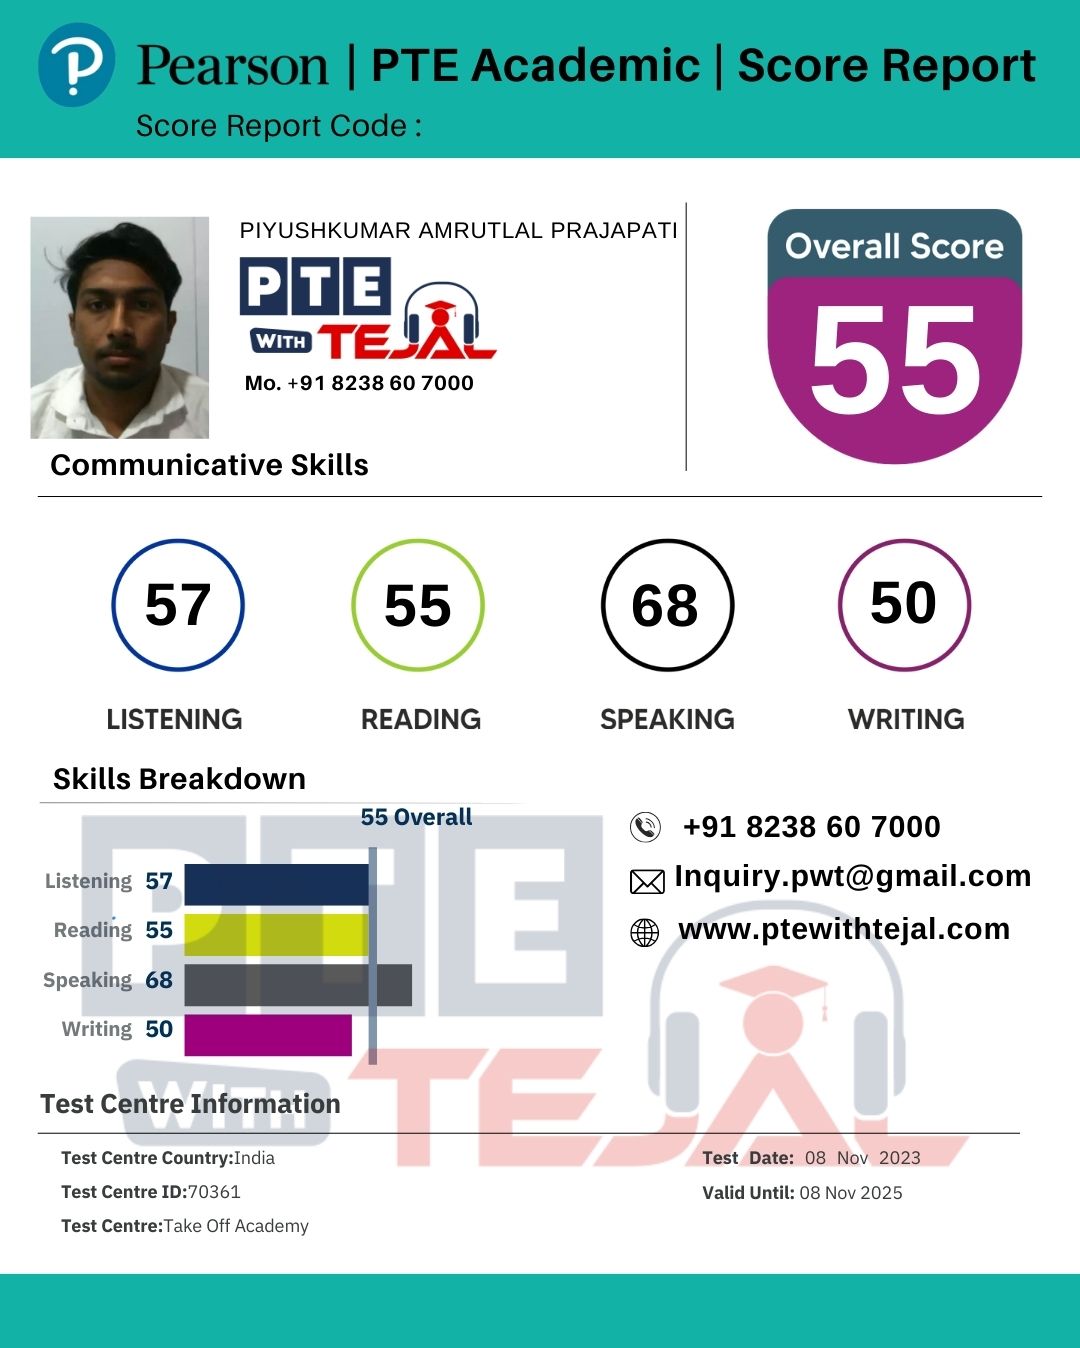 Pearson | PTE Academic | Score Report
Score Report Code :
PIYUSHKUMAR AMRUTLAL PRAJAPATI
PTE
WITH TEJAL
Mo. +91 8238 60 7000
Overall Score
55
Communicative Skills
57 55 68 50
LISTENING READING SPEAKING WRITING
Skills Breakdown
55 Overall
Listening 57
Reading 55
Speaking 68
Writing 50
+91 8238 60 7000
Inquiry.pwt@gmail.com
www.ptewithtejal.com
PTE
WITH TEJAL
Test Centre Information
Test Centre Country:India
Test Centre ID:70361
Test Centre:Take Off Academy
Test Date: 08 Nov 2023
Valid Until: 08 Nov 2025